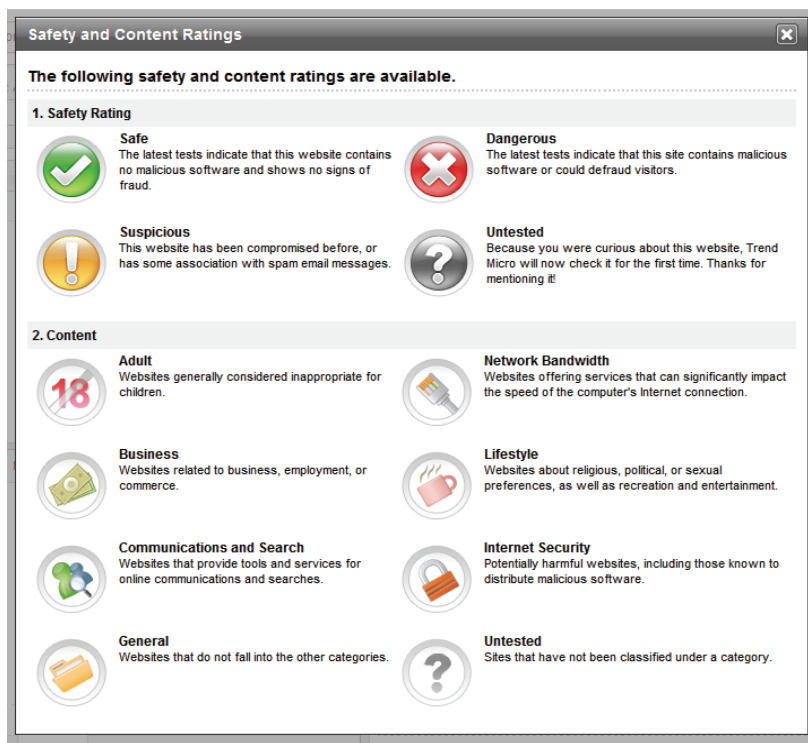 Safety and Content Ratings
The following safety and content ratings are available.
1. Safety Rating
Safe
The latest tests indicate that this website contains
no malicious software and shows no signs of
fraud.
Dangerous
The latest tests indicate that this site contains malicious
software or could defraud visitors.
Suspicious
This website has been compromised before, or
has some association with spam email messages.
Untested
Because you were curious about this website, Trend
Micro will now check it for the first time. Thanks for
mentioning it!
2. Content
Adult
18
Websites generally considered inappropriate for
children.
Network Bandwidth
Websites offering services that can significantly impact
the speed of the computer's Internet connection.
Business
Websites related to business, employment, or
commerce.
Lifestyle
Websites about religious, political, or sexual
preferences, as well as recreation and entertainment.
Communications and Search
Websites that provide tools and services for
online communications and searches.
Internet Security
Potentially harmful websites, including those known to
distribute malicious software.
General
Websites that do not fall into the other categories.
Untested
Sites that have not been classified under a category.